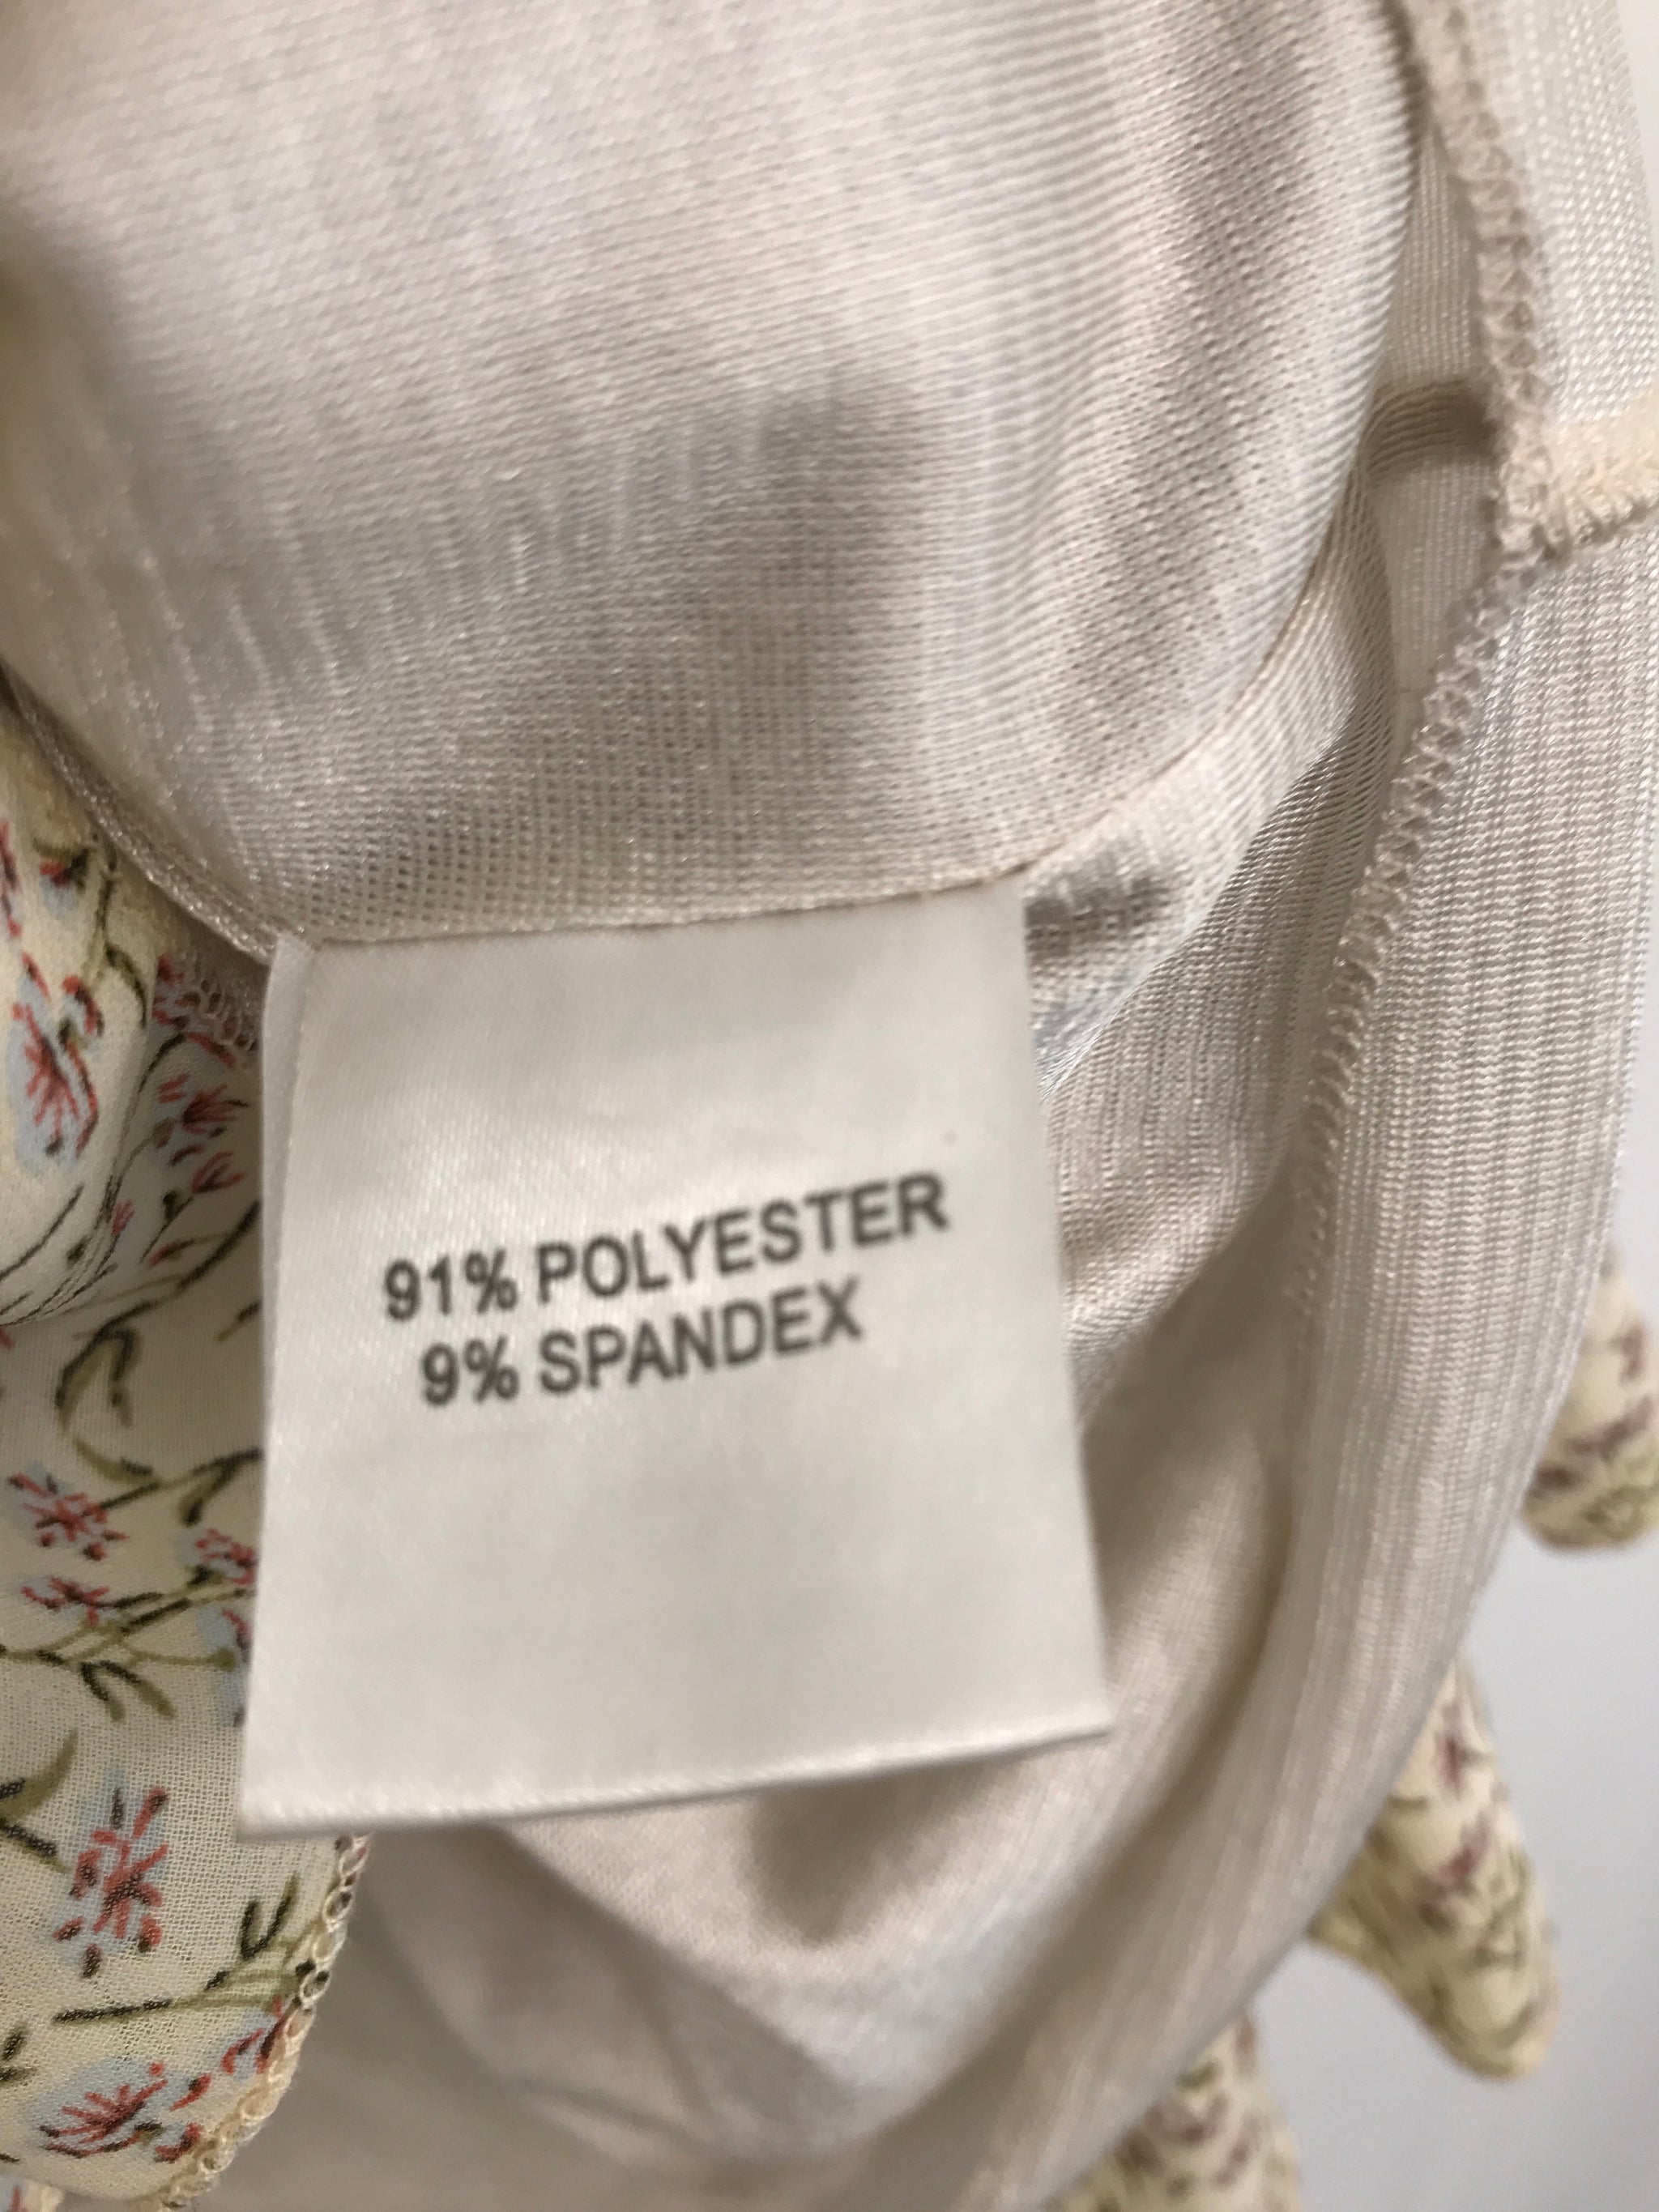 91% POLYESTER
9% SPANDEX